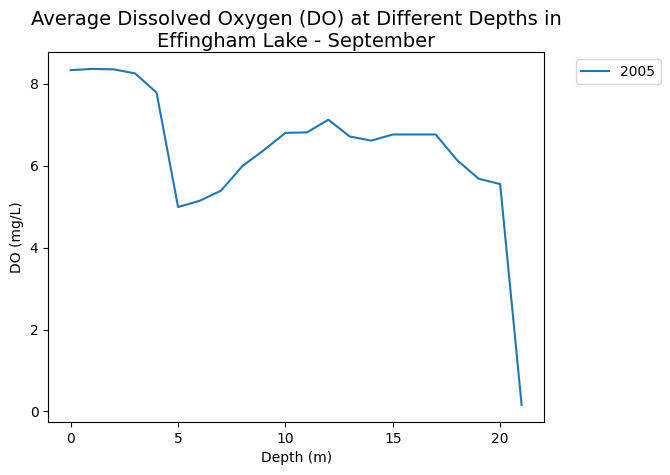 Average Dissolved Oxygen (DO) at Different Depths in
Effingham Lake - September
2005
8
6
4
2
0
DO (mg/L)
0 5 10 15 20
Depth (m)